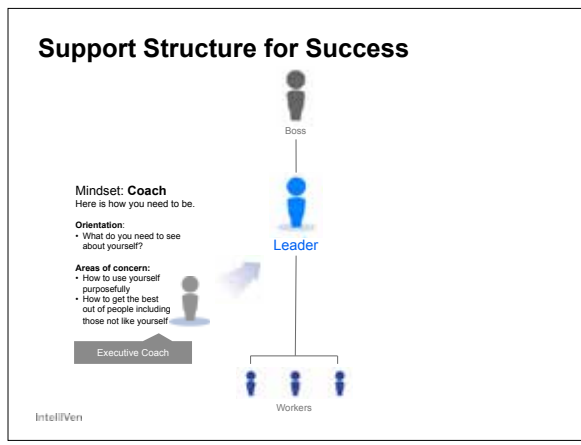 Support Structure for Success
Boss
Mindset: Coach
Here is how you need to be.
Orientation:
• What do you need to see
about yourself?
Areas of concern:
• How to use yourself
purposefully
• How to get the best
out of people including
those not like yourself
Executive Coach
Leader
Workers
IntelliVen